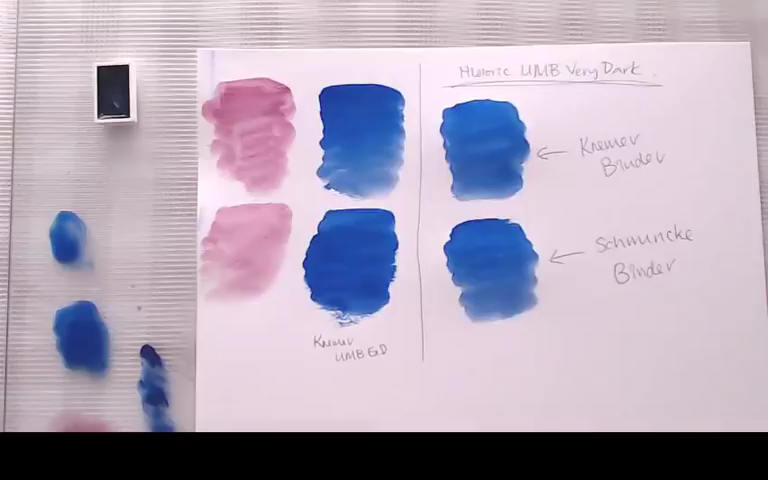 Historic UMB Very Dark
Kremer
Binder
Schmincke
Binder
Kremer
UMB GD